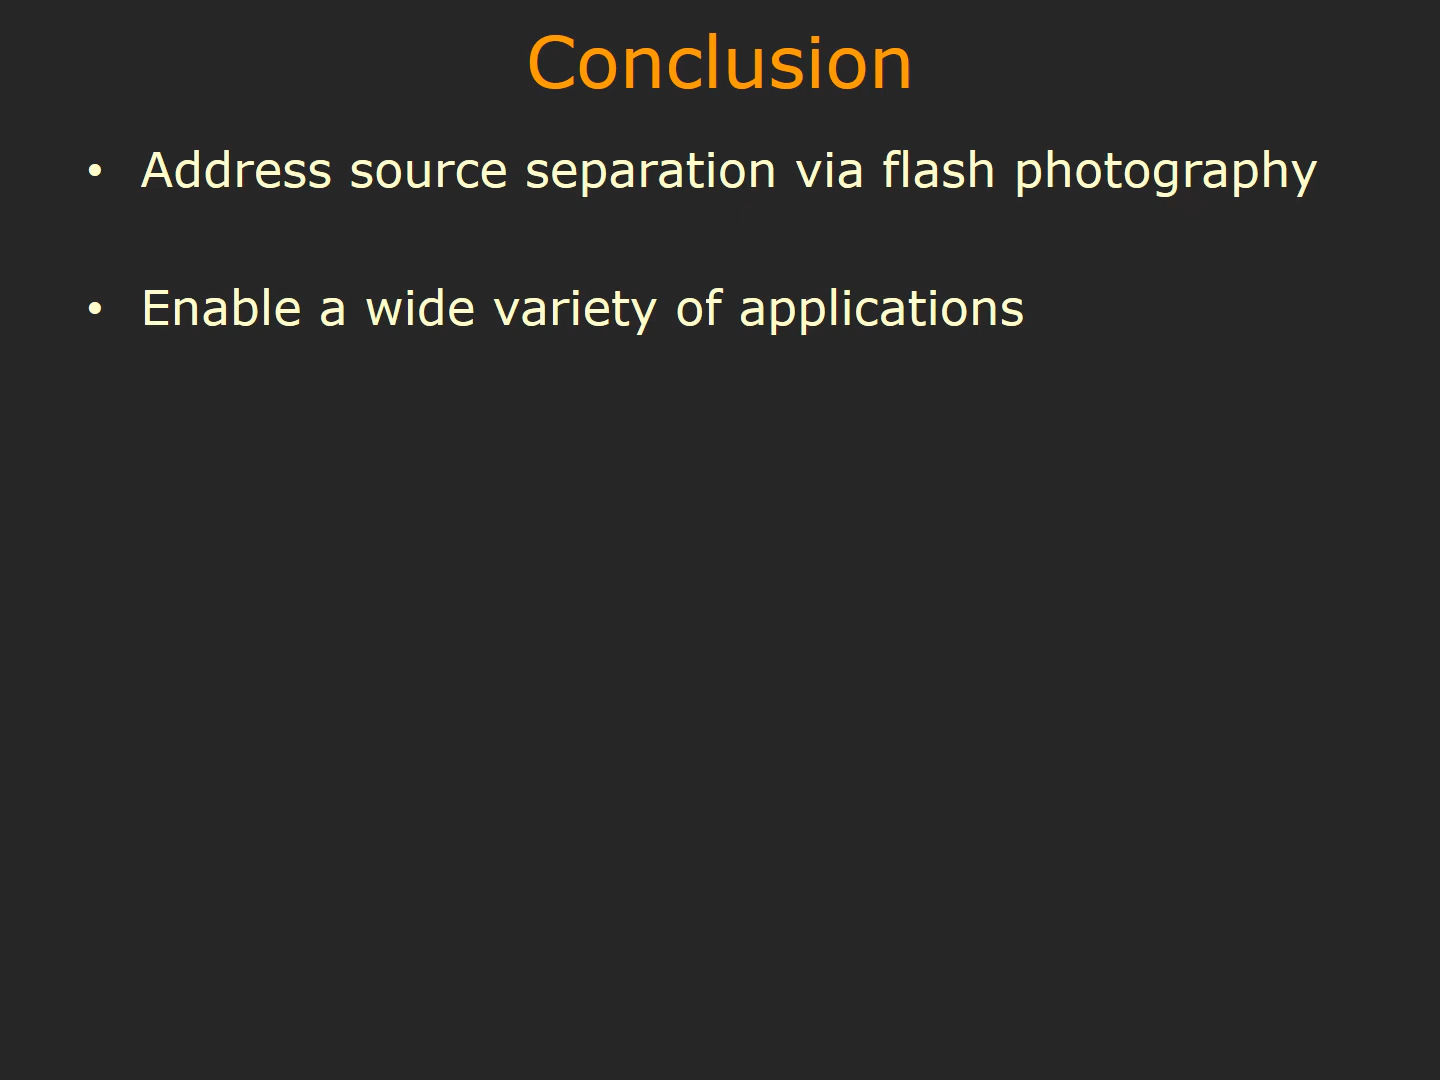 Conclusion
• Address source separation via flash photography
• Enable a wide variety of applications